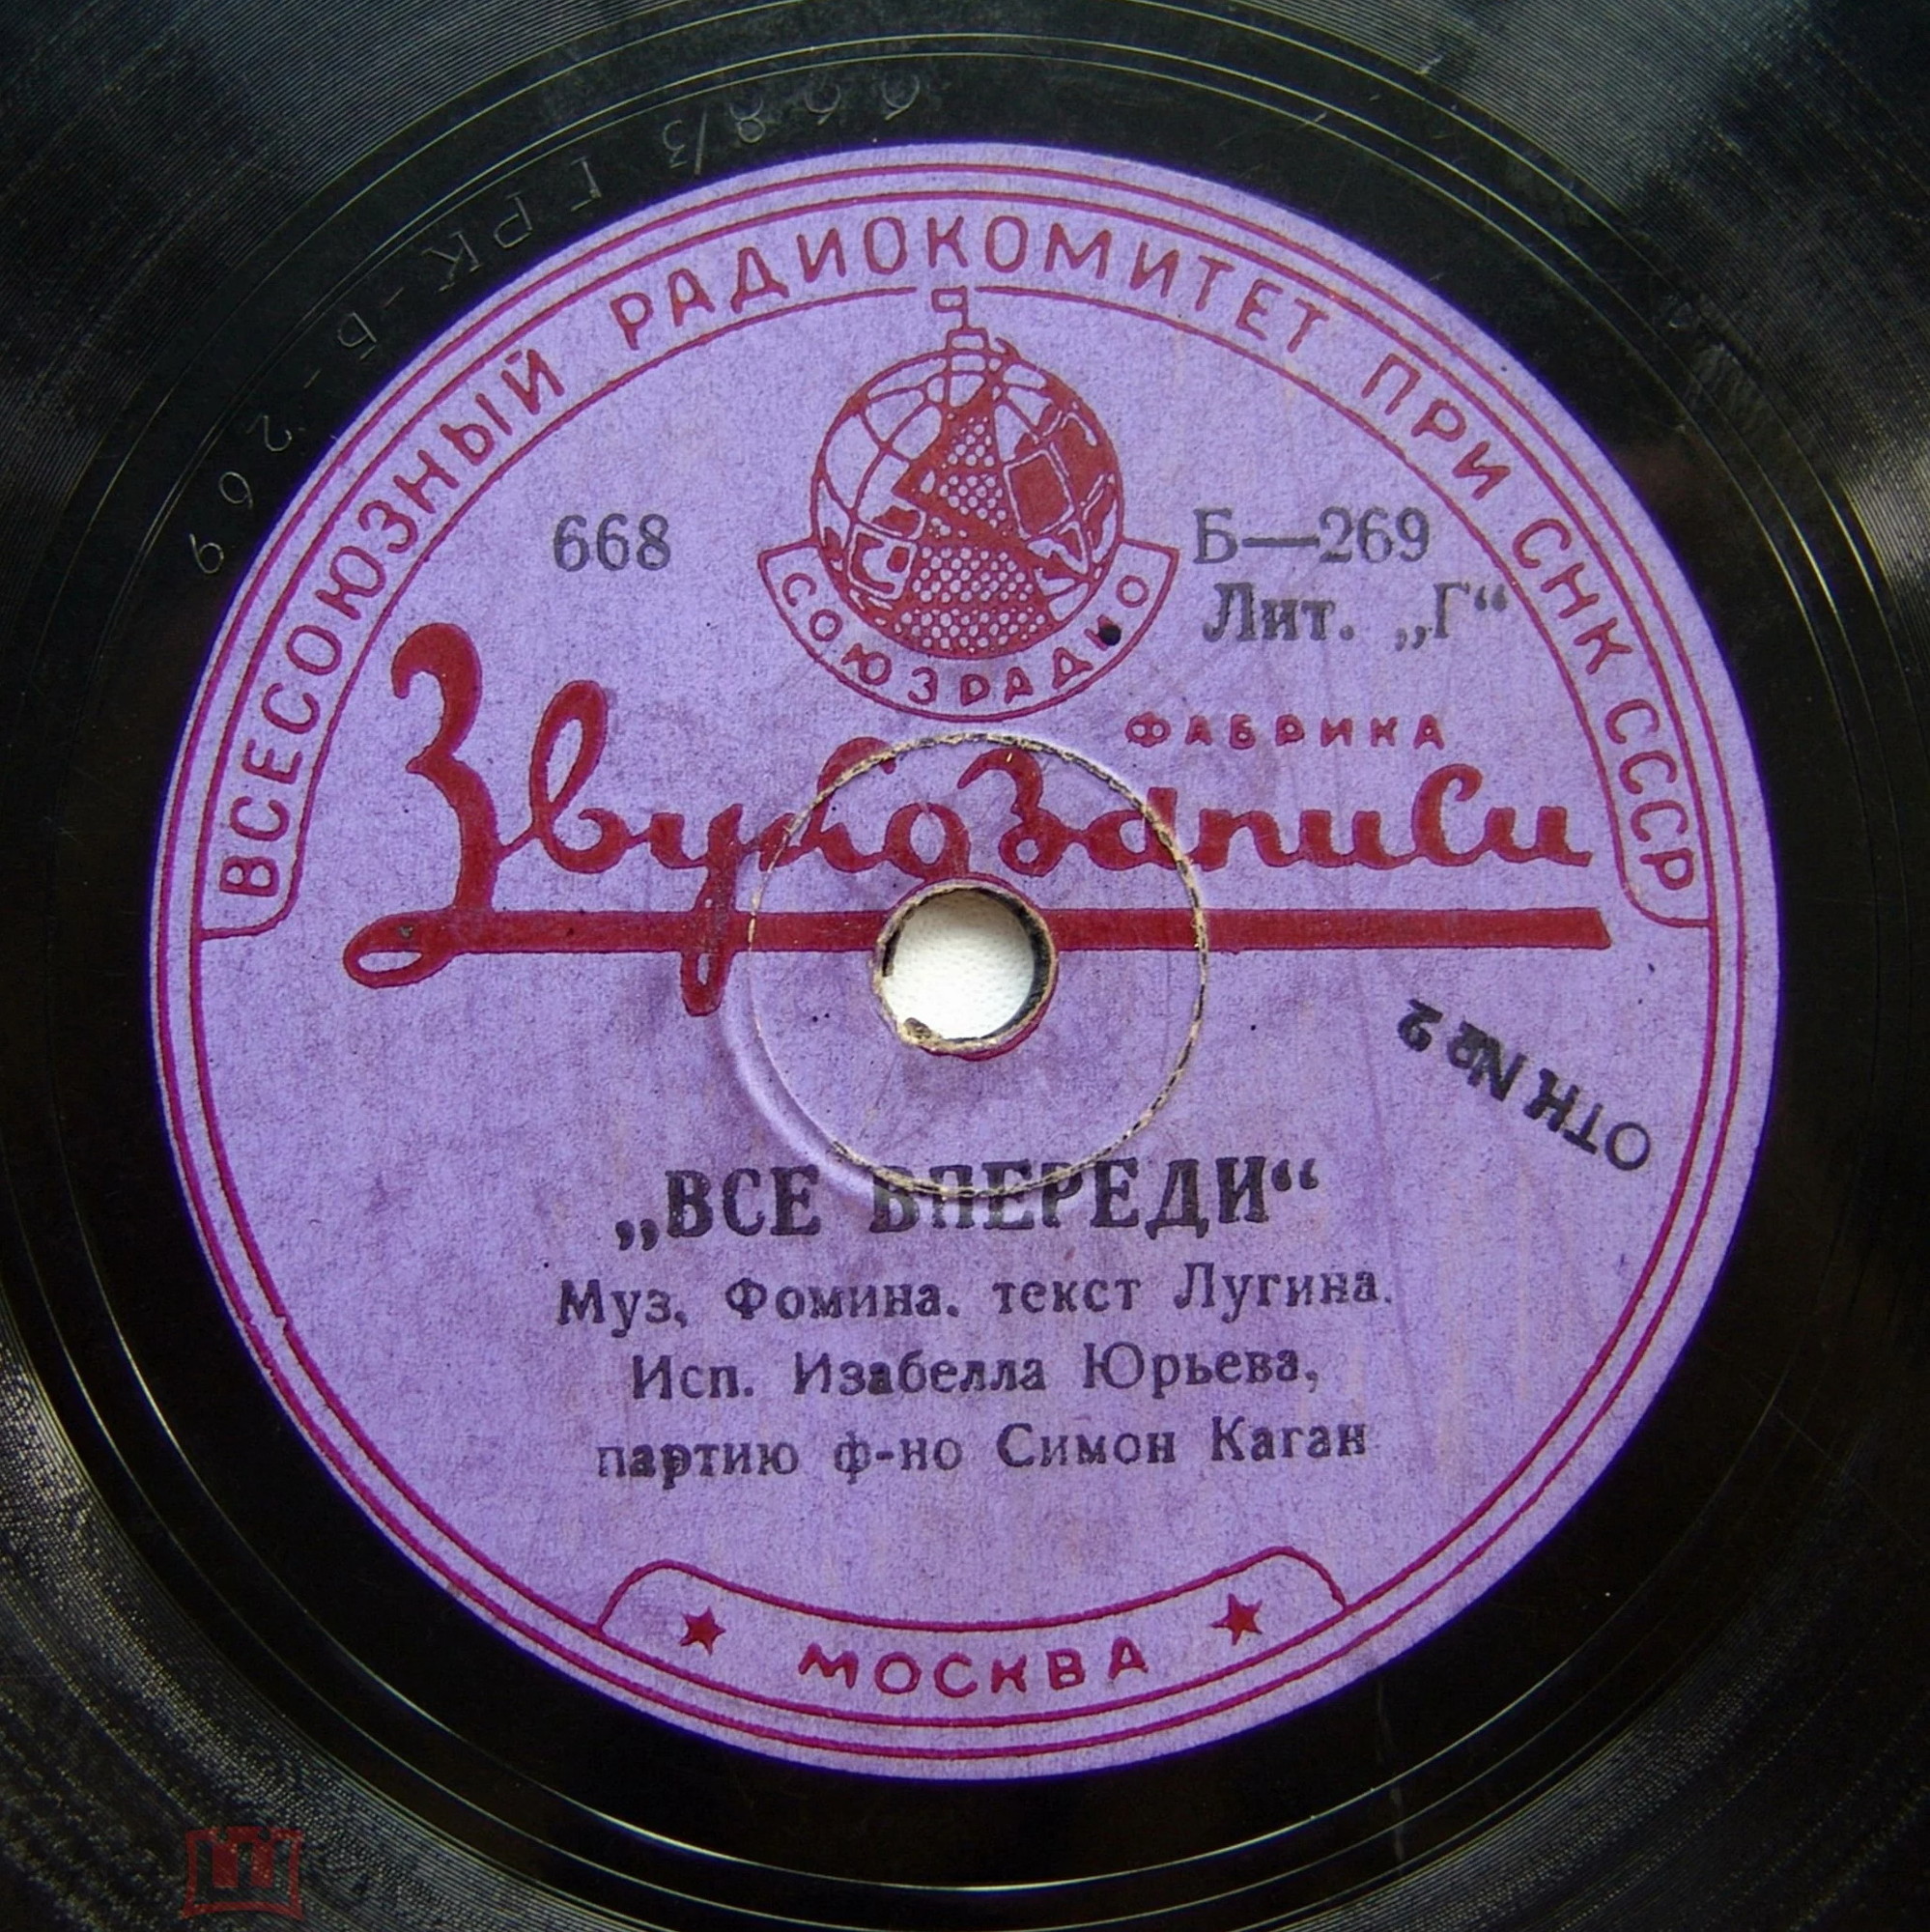 668/3 ГРК-Б-269
ВСЕСОЮЗНЫЙ РАДИОКОМИТЕТ ПРИ СНК СССР
668
Б—269
Лит. „Г“
СОЮЗРАДИО
ФАБРИКА
Звукозаписи
ОТК № 2
„ВСЕ ВПЕРЕДИ“
Муз. Фомина. текст Лугина.
Исп. Изабелла Юрьева,
партию ф-но Симон Каган
МОСКВА